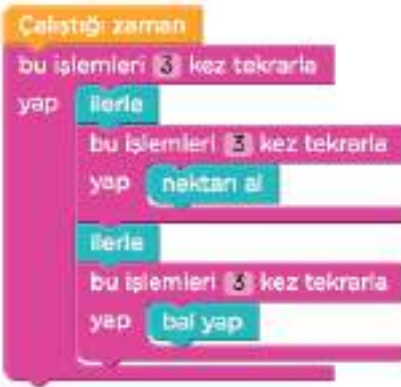 Çalıştığı zaman
bu işlemleri 3 kez tekrarla
yap ilerle
bu işlemleri 3 kez tekrarla
yap nektarı al
ilerle
bu işlemleri 3 kez tekrarla
yap bal yap